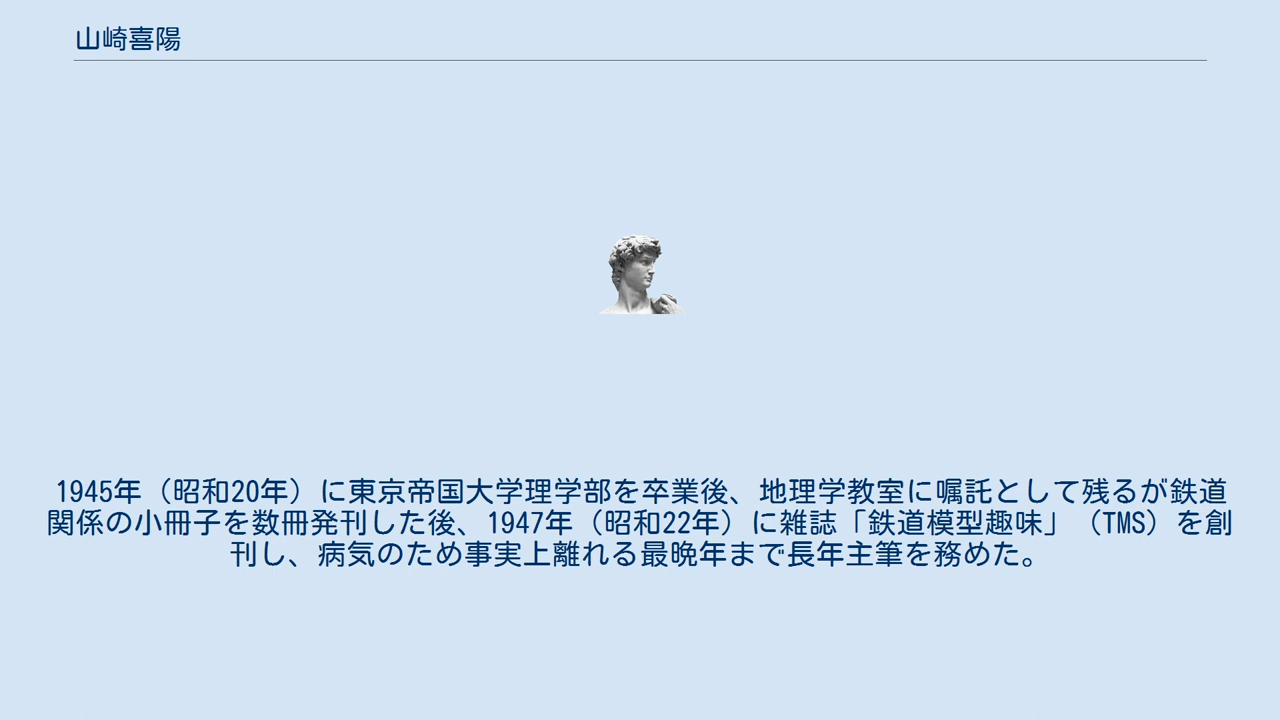 山崎喜陽
1945年（昭和20年）に東京帝国大学理学部を卒業後、地理学教室に嘱託として残るが鉄道
関係の小冊子を数冊発刊した後、1947年（昭和22年）に雑誌「鉄道模型趣味」（TMS）を創
刊し、病気のため事実上離れる最晩年まで長年主筆を務めた。